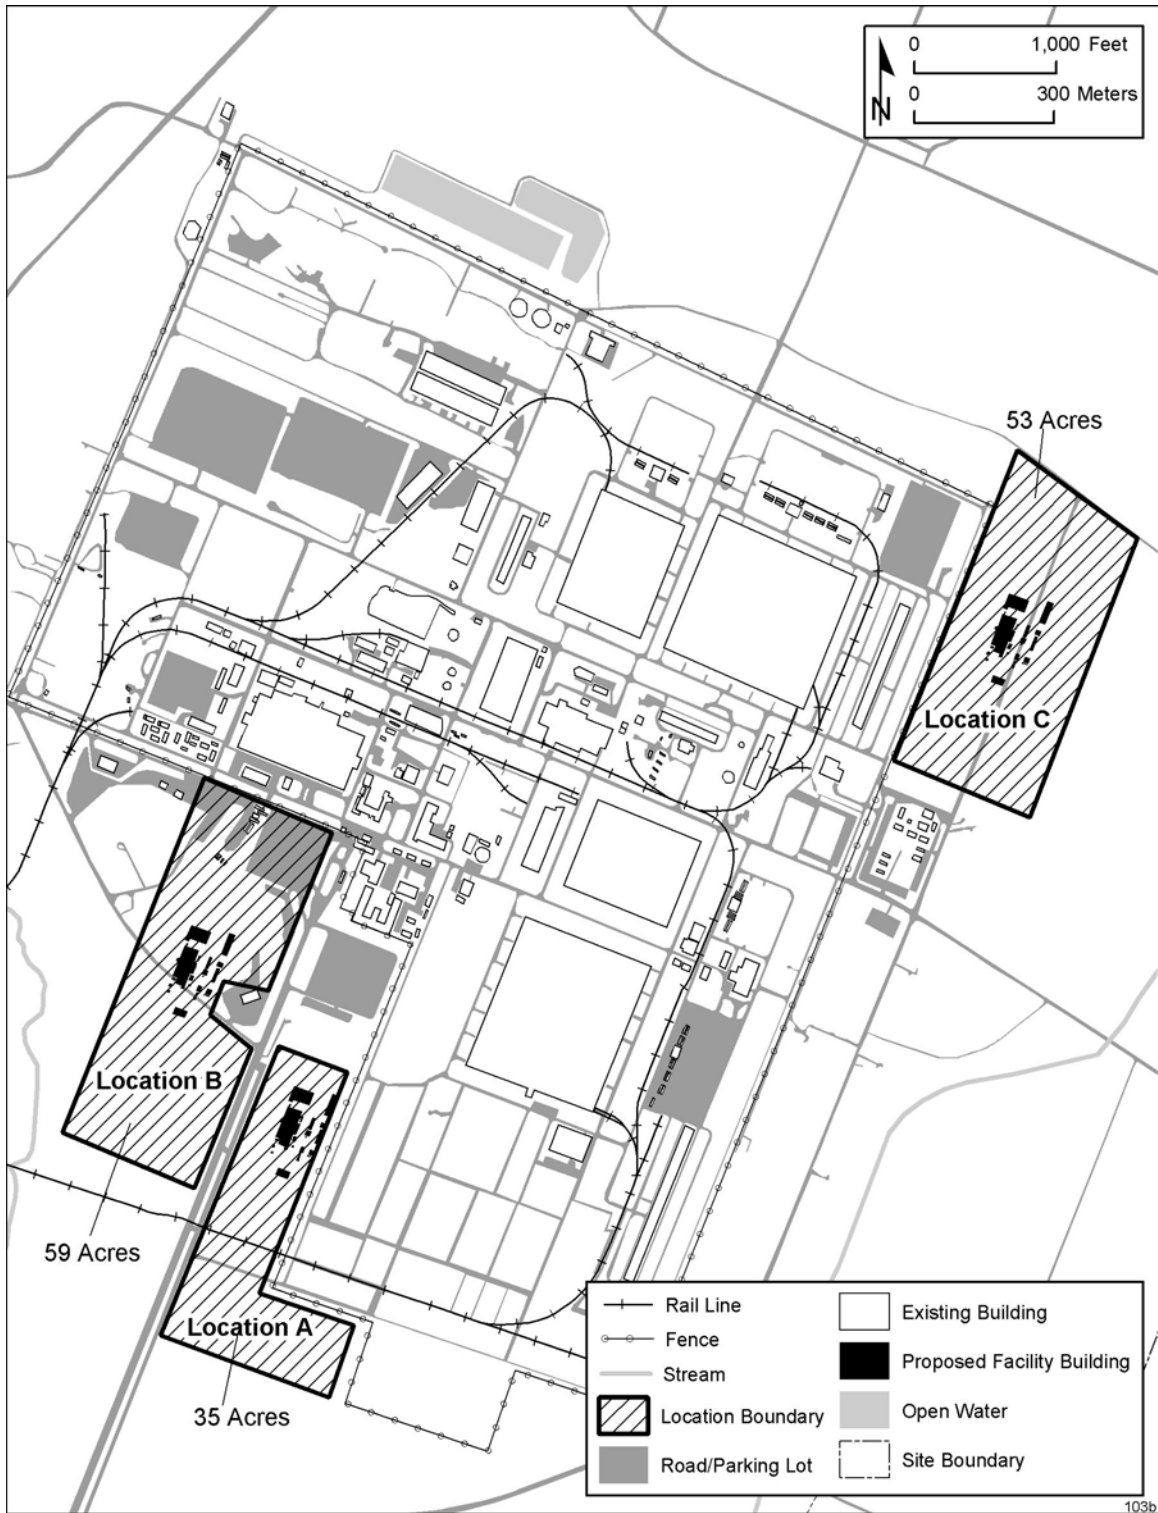 0 1,000 Feet
0 300 Meters
N
53 Acres
Location C
Location B
59 Acres
Location A
35 Acres
Rail Line
Fence
Stream
Location Boundary
Road/Parking Lot
Existing Building
Proposed Facility Building
Open Water
Site Boundary
103b